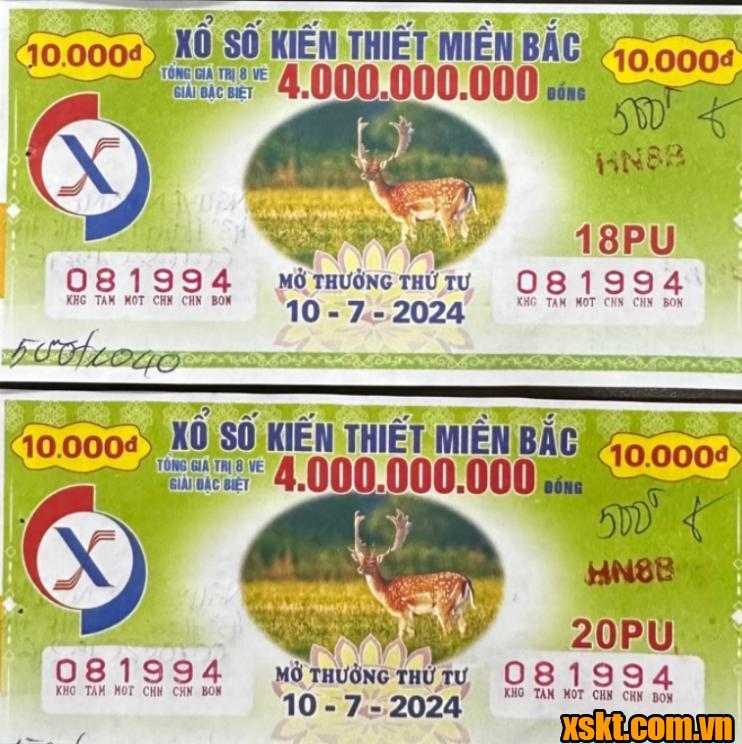 10.000đ
XỔ SỐ KIẾN THIẾT MIỀN BẮC
10.000đ
TỔNG GIÁ TRỊ 8 VÉ
GIẢI ĐẶC BIỆT
4.000.000.000 ĐỒNG
500
HN8B
X
18PU
081994
KHG TAM MOT CHN CHN BON
MỞ THƯỞNG THỨ TƯ
10 - 7 - 2024
081994
KHG TAM MOT CHN CHN BON
10.000đ
XỔ SỐ KIẾN THIẾT MIỀN BẮC
10.000đ
TỔNG GIÁ TRỊ 8 VÉ
GIẢI ĐẶC BIỆT
4.000.000.000 ĐỒNG
500
HN8B
X
20PU
081994
KHG TAM MOT CHN CHN BON
MỞ THƯỞNG THỨ TƯ
10 - 7 - 2024
081994
KHG TAM MOT CHN CHN BON
xskt.com.vn